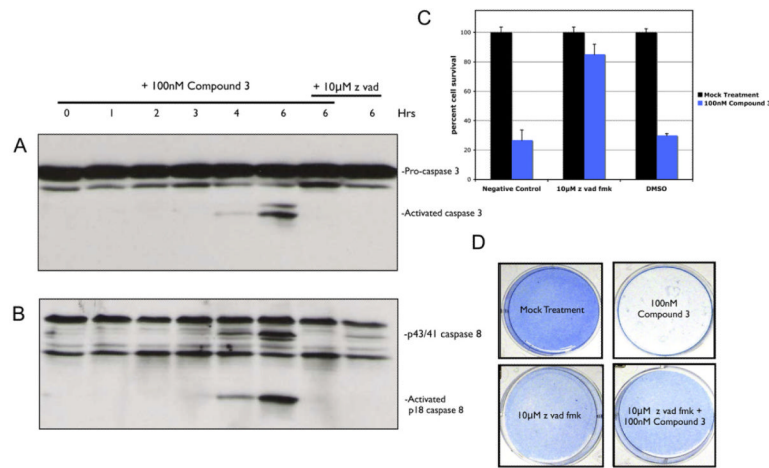 + 100nM Compound 3
+ 10μM z vad
0 1 2 3 4 6 6 6 Hrs
A
-Pro-caspase 3
-Activated caspase 3
B
-p43/41 caspase 8
-Activated
p18 caspase 8
C
percent cell survival
100
80
60
40
20
0
Negative Control
10μM z vad fmk
DMSO
Mock Treatment
100nM Compound 3
D
Mock Treatment
100nM
Compound 3
10μM z vad fmk
10μM z vad fmk +
100nM Compound 3